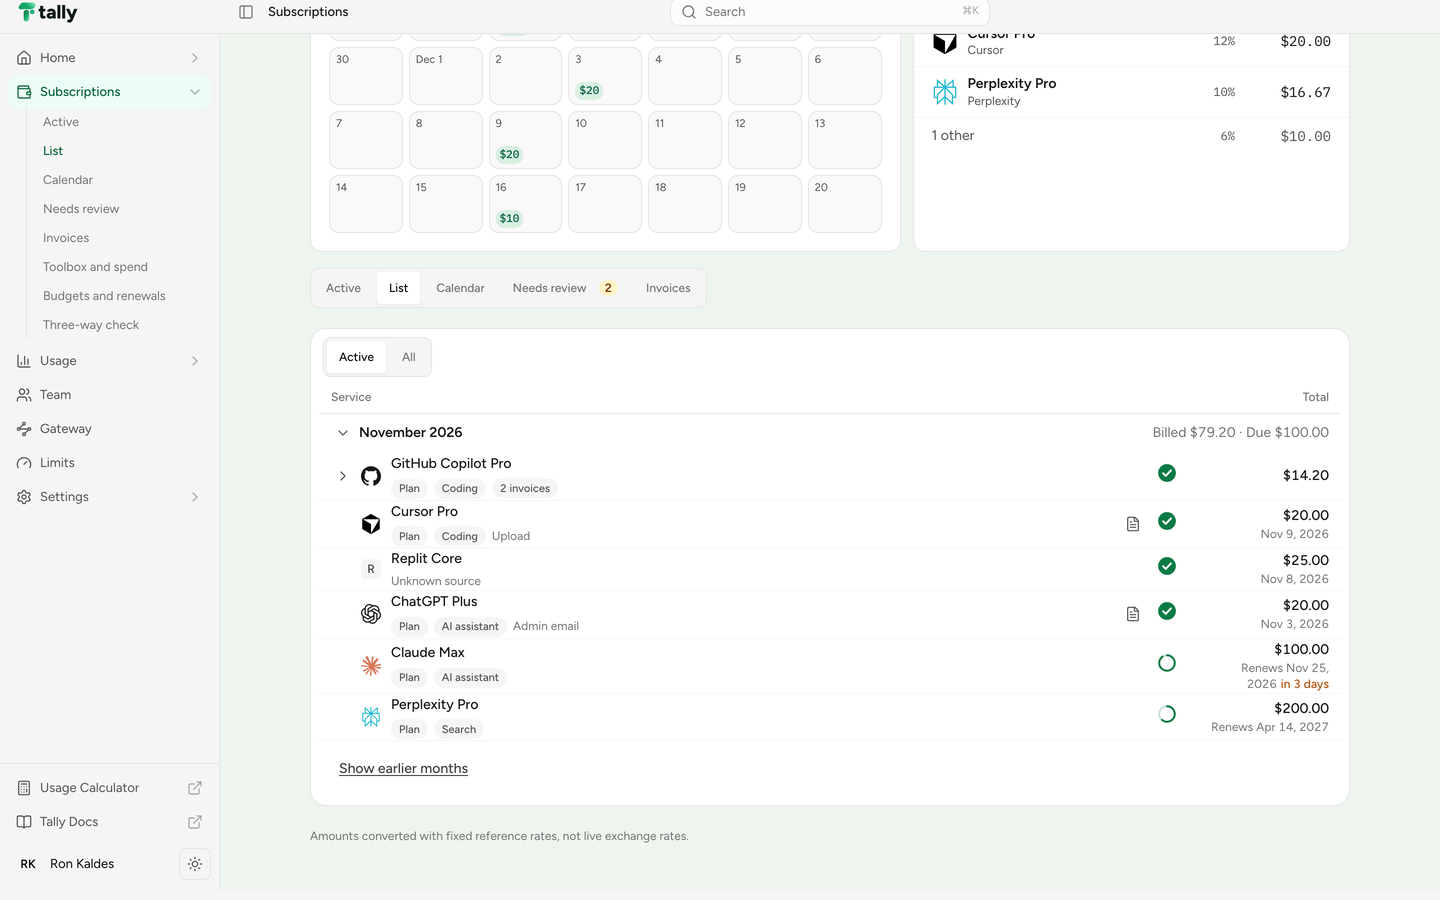 tally
Subscriptions
Search
⌘K
Home
Subscriptions
Active
List
Calendar
Needs review
Invoices
Toolbox and spend
Budgets and renewals
Three-way check
Usage
Team
Gateway
Limits
Settings
Usage Calculator
Tally Docs
RK Ron Kaldes
30 Dec 1 2 3 4 5 6
$20
7 8 9 10 11 12 13
$20
14 15 16 17 18 19 20
$10
Cursor Pro
Cursor
12% $20.00
Perplexity Pro
Perplexity
10% $16.67
1 other 6% $10.00
Active List Calendar Needs review 2 Invoices
Active All
Service Total
November 2026 Billed $79.20 · Due $100.00
GitHub Copilot Pro
Plan Coding 2 invoices
$14.20
Cursor Pro
Plan Coding Upload
$20.00
Nov 9, 2026
Replit Core
R
Unknown source
$25.00
Nov 8, 2026
ChatGPT Plus
Plan AI assistant Admin email
$20.00
Nov 3, 2026
Claude Max
Plan AI assistant
$100.00
Renews Nov 25,
2026 in 3 days
Perplexity Pro
Plan Search
$200.00
Renews Apr 14, 2027
Show earlier months
Amounts converted with fixed reference rates, not live exchange rates.